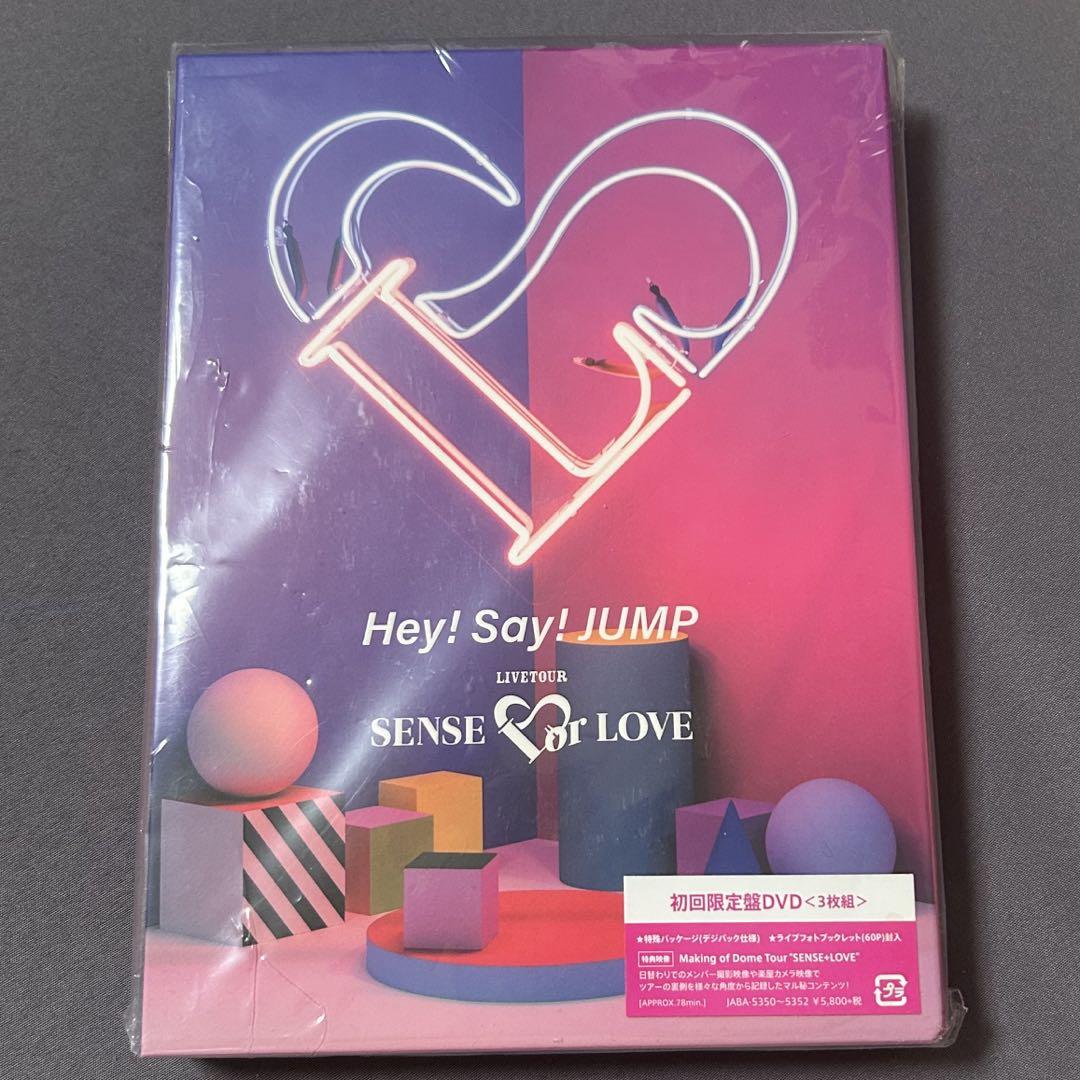 Hey! Say! JUMP
LIVETOUR
SENSE or LOVE
初回限定盤DVD<3枚組>
★特殊パッケージ(デジパック仕様) ★ライブフォトブックレット(60P)封入
特典映像 Making of Dome Tour "SENSE+LOVE"
日替わりでのメンバー撮影映像や楽屋カメラ映像で
ツアーの裏側を様々な角度から記録したマル秘コンテンツ!
[APPROX.78min.] JABA·5350~5352 ¥5,800+税
プラ